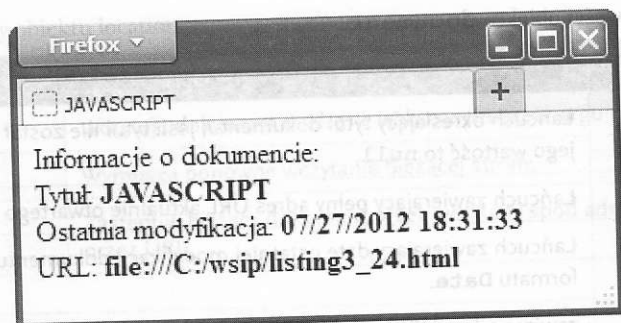 Firefox
JAVASCRIPT
+
Informacje o dokumencie:
Tytuł: JAVASCRIPT
Ostatnia modyfikacja: 07/27/2012 18:31:33
URL: file:///C:/wsip/listing3_24.html